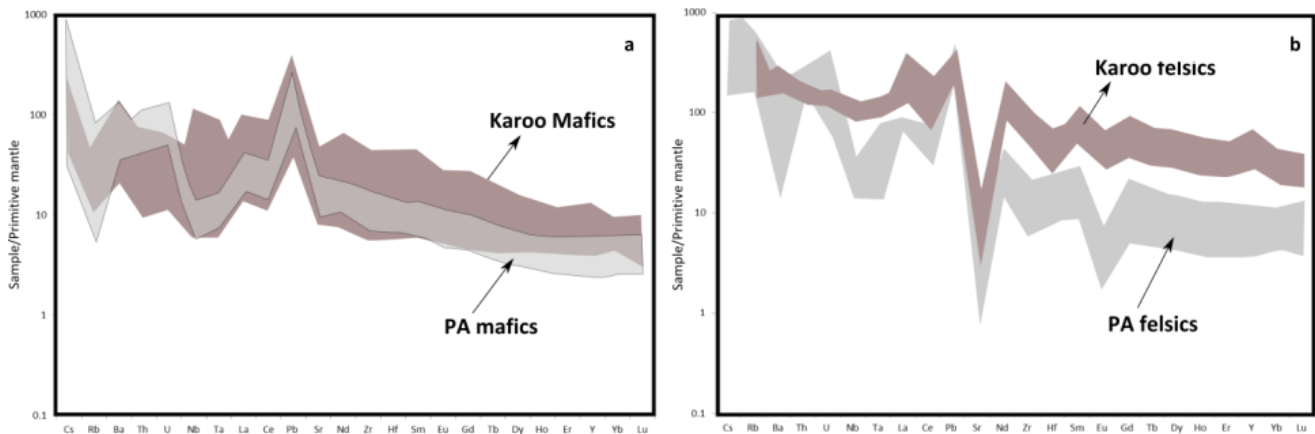 1000
100
10
1
0.1
Sample/Primitive mantle
a
Karoo Mafics
PA mafics
Cs Rb Ba Th U Nb Ta La Ce Pb Sr Nd Zr Hf Sm Eu Gd Tb Dy Ho Er Y Yb Lu
1000
100
10
1
0.1
Sample/Primitive mantle
b
Karoo felsics
PA felsics
Cs Rb Ba Th U Nb Ta La Ce Pb Sr Nd Zr Hf Sm Eu Gd Tb Dy Ho Er Y Yb Lu